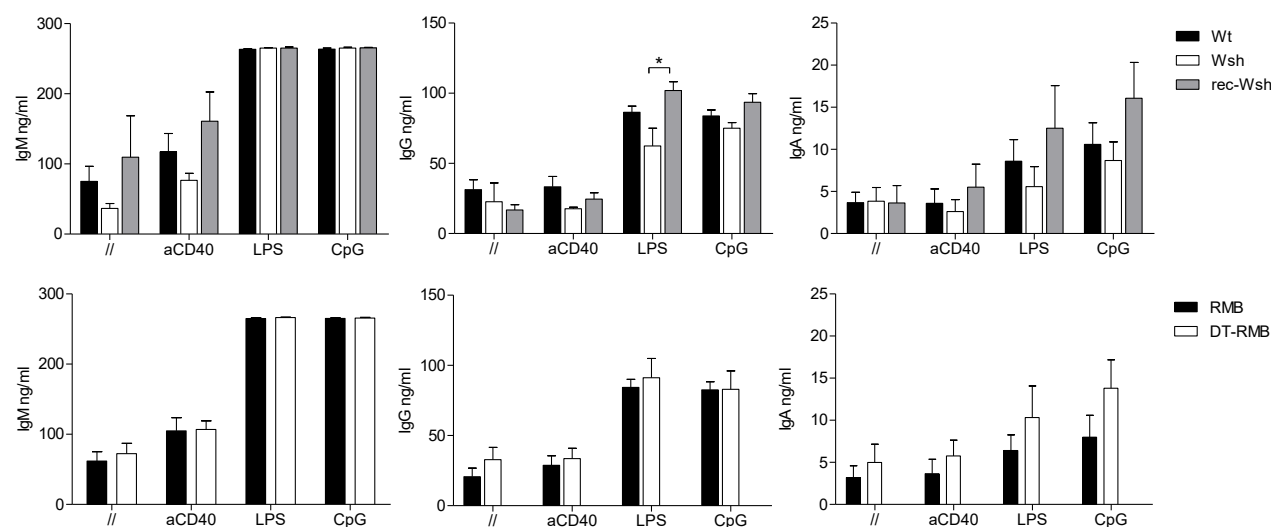 300
200
100
0
IgM ng/ml
// aCD40 LPS CpG
150
100
50
0
IgG ng/ml
*
// aCD40 LPS CpG
25
20
15
10
5
0
IgA ng/ml
// aCD40 LPS CpG
Wt
Wsh
rec-Wsh
300
200
100
0
IgM ng/ml
// aCD40 LPS CpG
150
100
50
0
IgG ng/ml
// aCD40 LPS CpG
25
20
15
10
5
0
IgA ng/ml
// aCD40 LPS CpG
RMB
DT-RMB